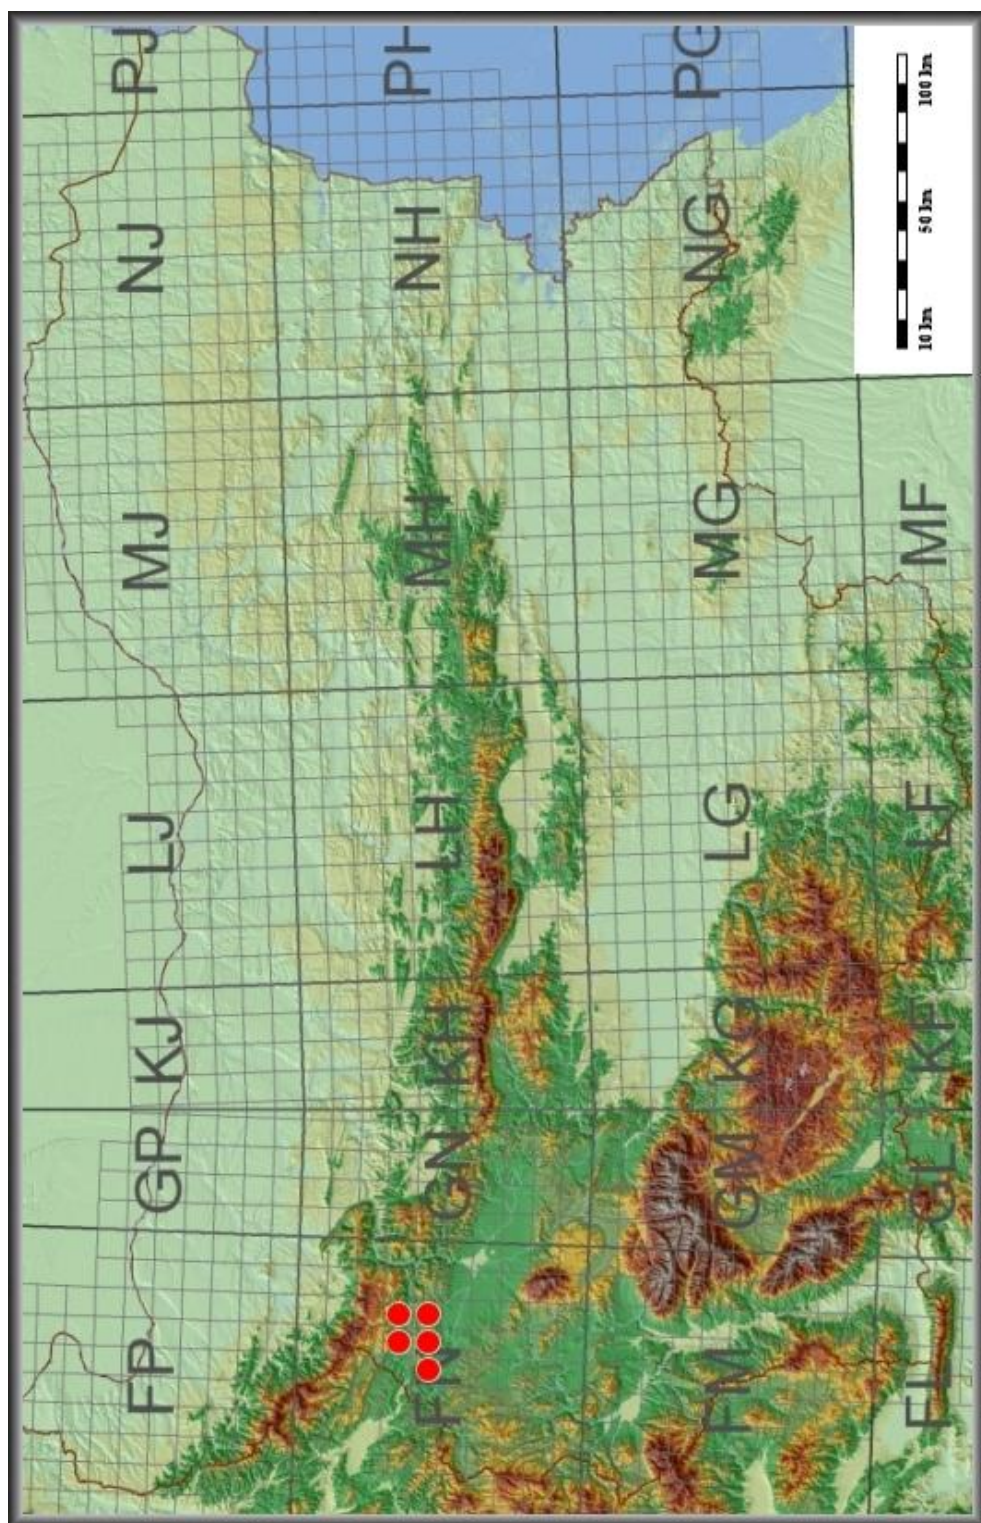 FP GP KJ LJ MJ NJ PJ
FN GN KH LH MH NH PH
FM GM KG LG MG NG PG
FL GL KF LF MF
10 km 50 km 100 km